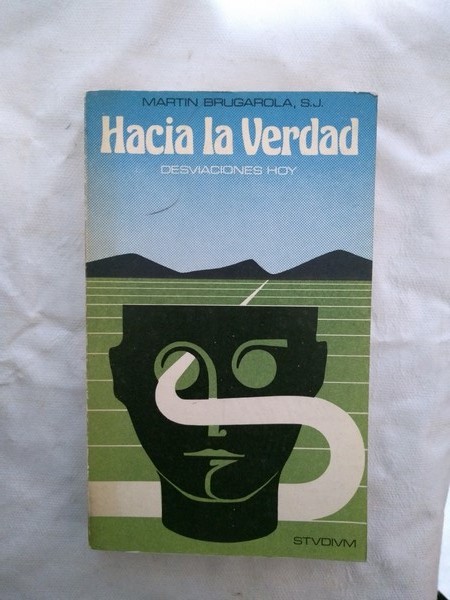 MARTIN BRUGAROLA, S.J.
Hacia la Verdad
DESVIACIONES HOY
STVDIVM